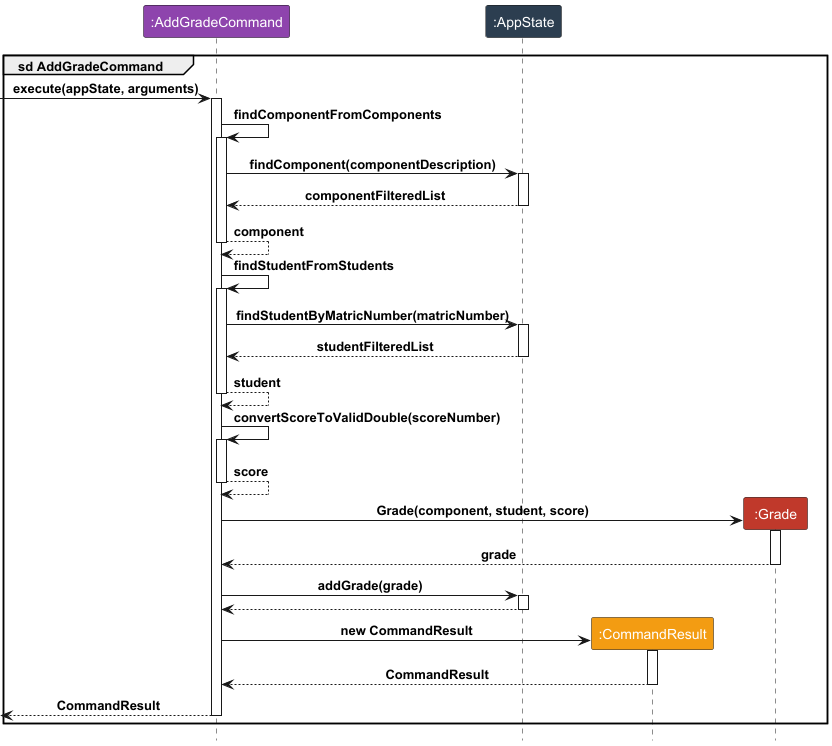 :AddGradeCommand
:AppState
sd AddGradeCommand
execute(appState, arguments)
findComponentFromComponents
findComponent(componentDescription)
componentFilteredList
component
findStudentFromStudents
findStudentByMatricNumber(matricNumber)
studentFilteredList
student
convertScoreToValidDouble(scoreNumber)
score
Grade(component, student, score)
:Grade
grade
addGrade(grade)
new CommandResult
:CommandResult
CommandResult
CommandResult